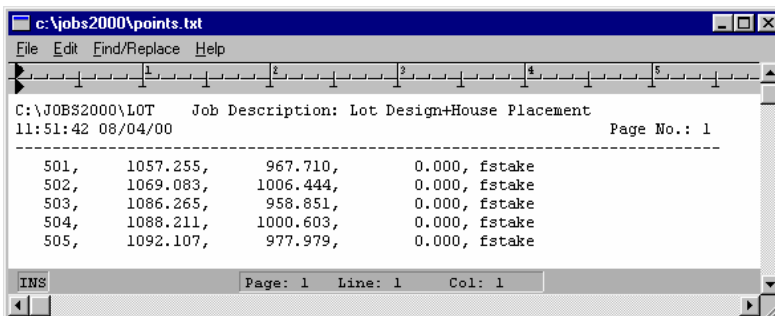 c:\jobs2000\points.txt
File Edit Find/Replace Help
1 2 3 4 5
C:\JOBS2000\LOT Job Description: Lot Design+House Placement
11:51:42 08/04/00 Page No.: 1
--------------------------------------------------------------------------------
501, 1057.255, 967.710, 0.000, fstake
502, 1069.083, 1006.444, 0.000, fstake
503, 1086.265, 958.851, 0.000, fstake
504, 1088.211, 1000.603, 0.000, fstake
505, 1092.107, 977.979, 0.000, fstake
INS Page: 1 Line: 1 Col: 1